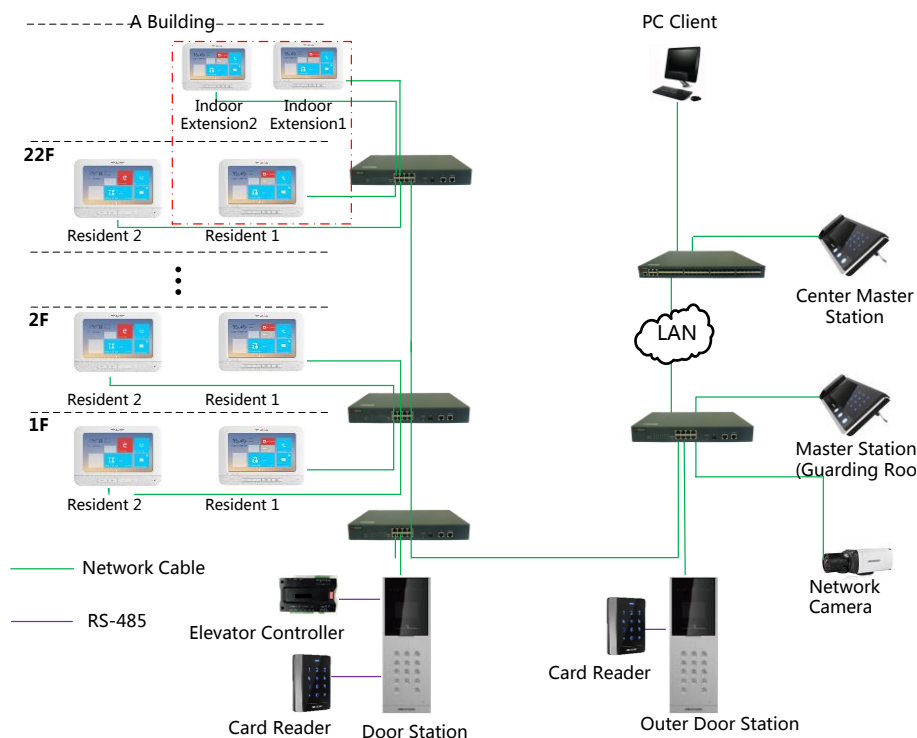 A Building
PC Client
Indoor
Extension2
Indoor
Extension1
22F
Resident 2
Resident 1
Center Master
Station
2F
LAN
Resident 2
Resident 1
1F
Master Station
(Guarding Roo
Resident 2
Resident 1
Network Cable
Network
Camera
RS-485
Elevator Controller
Card Reader
Card Reader
Door Station
Outer Door Station